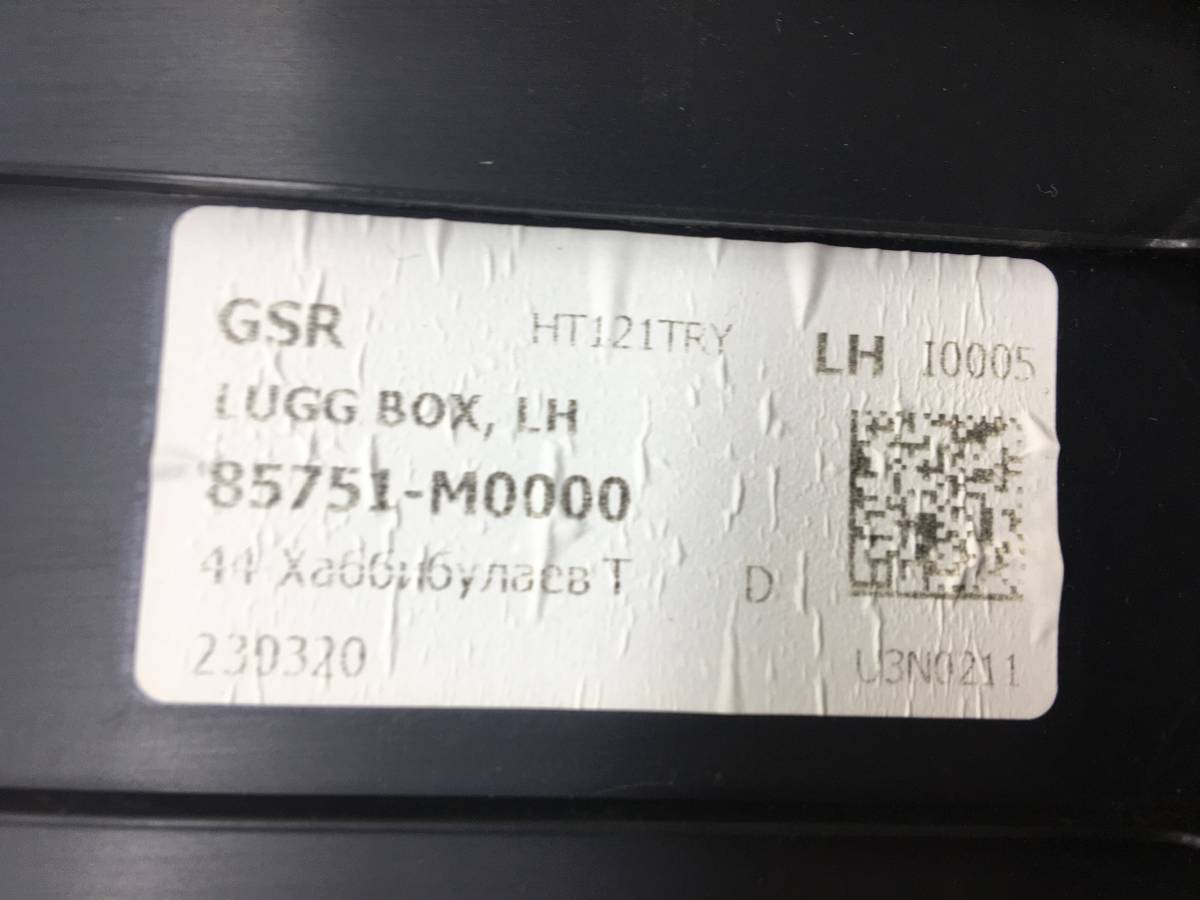 GSR HT121TRY LH I0005
LUGG BOX, LH
85751-M0000
44 Хаббибулаев Т D
230320 U3N0211